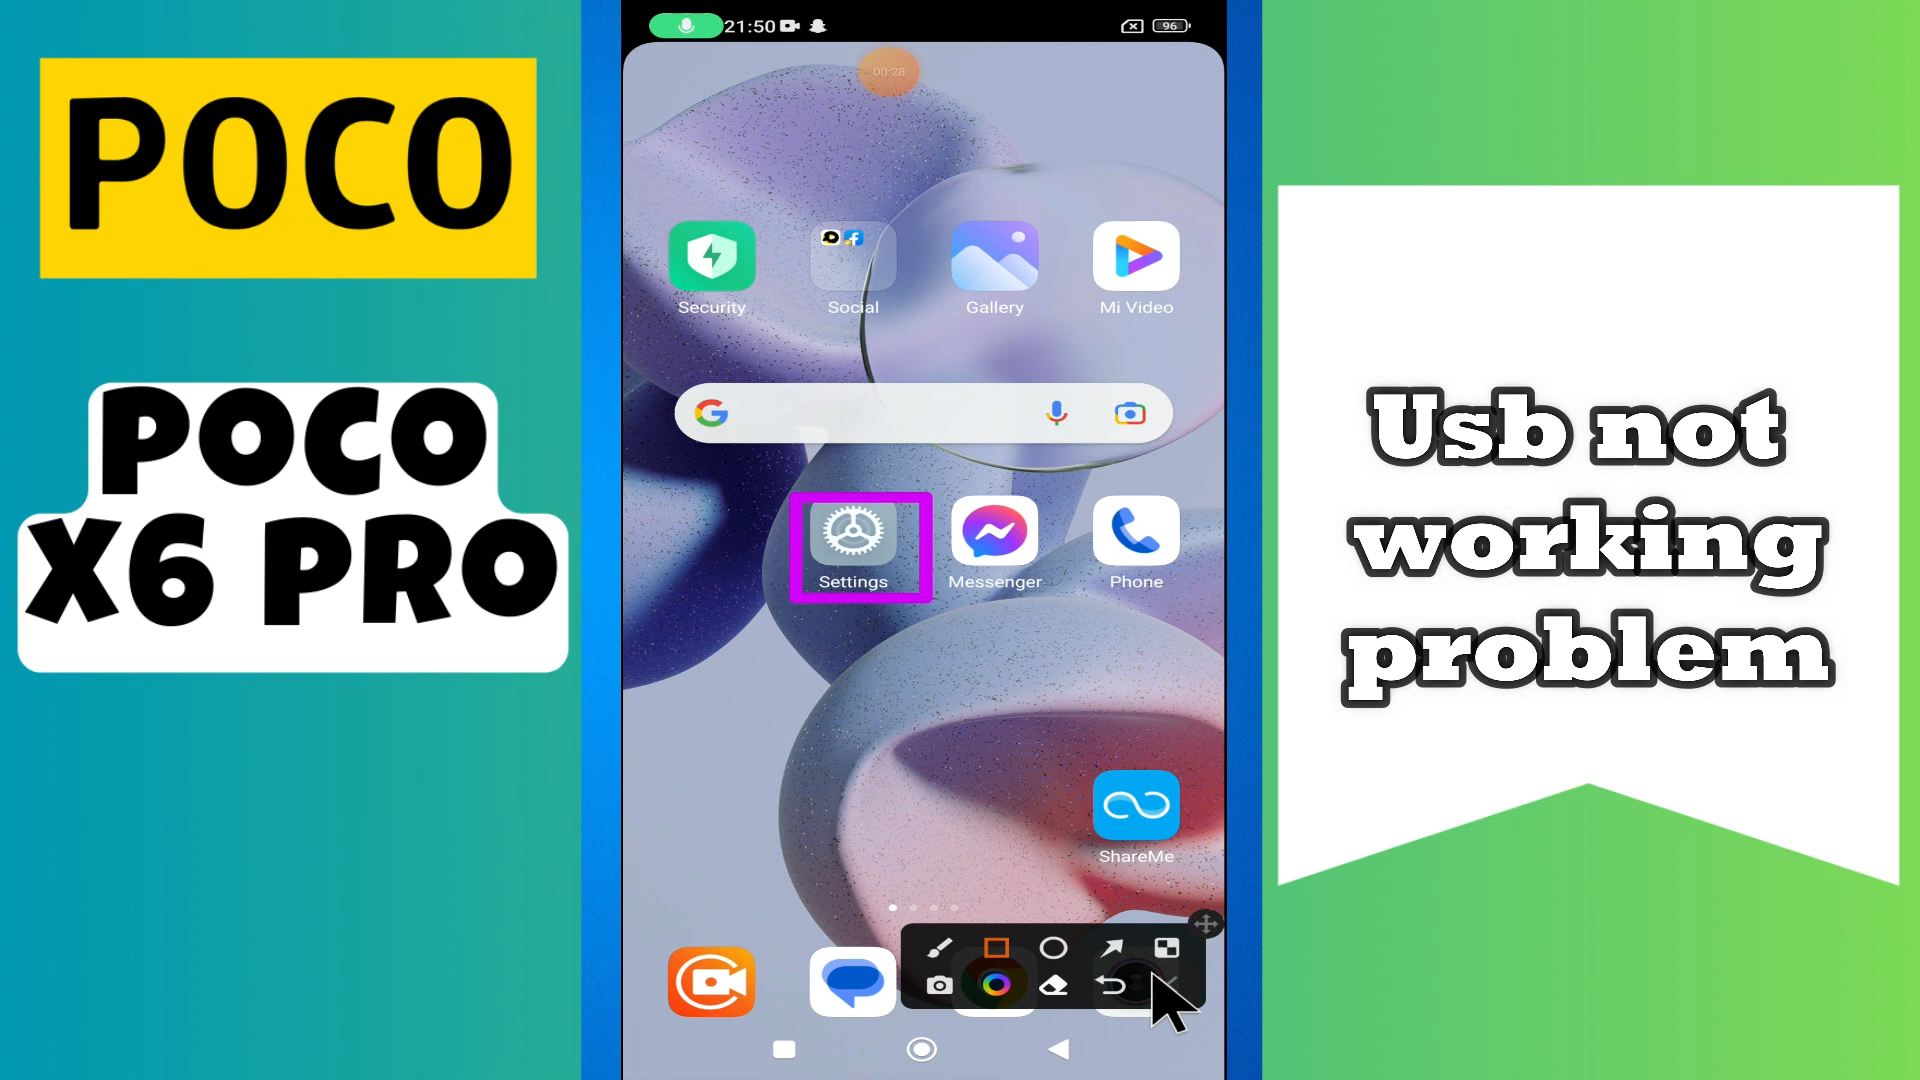 POCO
POCO
X6 PRO
21:50
96
00:28
Security
Social
Gallery
Mi Video
Settings
Messenger
Phone
ShareMe
Usb not
working
problem